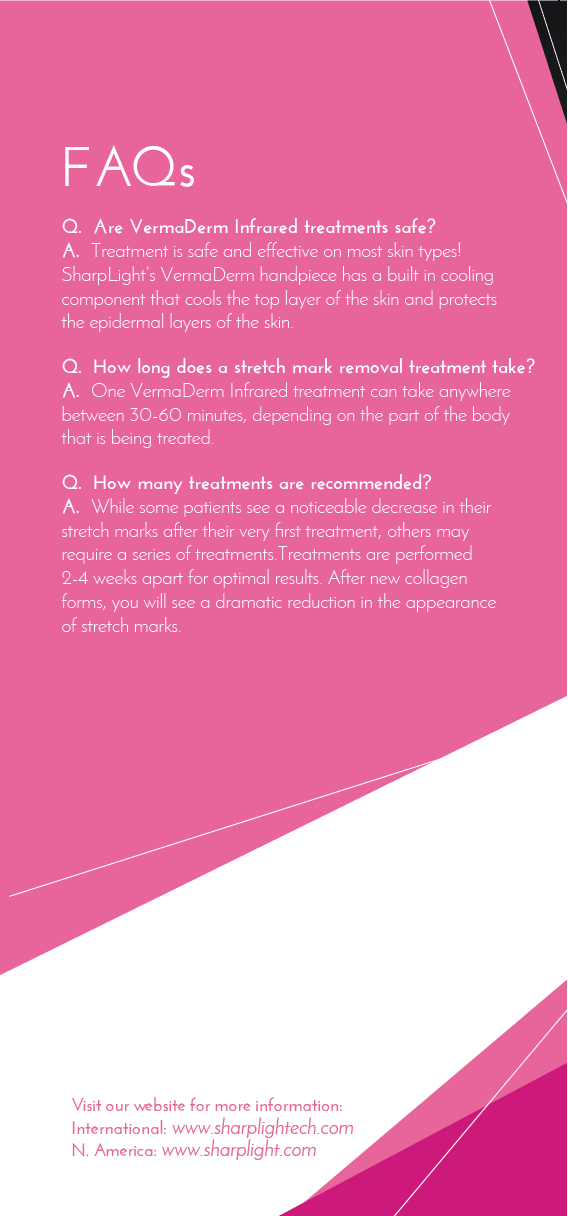 FAQs
Q. Are VermaDerm Infrared treatments safe?
A. Treatment is safe and effective on most skin types!
SharpLight's VermaDerm handpiece has a built in cooling
component that cools the top layer of the skin and protects
the epidermal layers of the skin.
Q. How long does a stretch mark removal treatment take?
A. One VermaDerm Infrared treatment can take anywhere
between 30-60 minutes, depending on the part of the body
that is being treated.
Q. How many treatments are recommended?
A. While some patients see a noticeable decrease in their
stretch marks after their very first treatment, others may
require a series of treatments.Treatments are performed
2-4 weeks apart for optimal results. After new collagen
forms, you will see a dramatic reduction in the appearance
of stretch marks.
Visit our website for more information:
International: www.sharplightech.com
N. America: www.sharplight.com